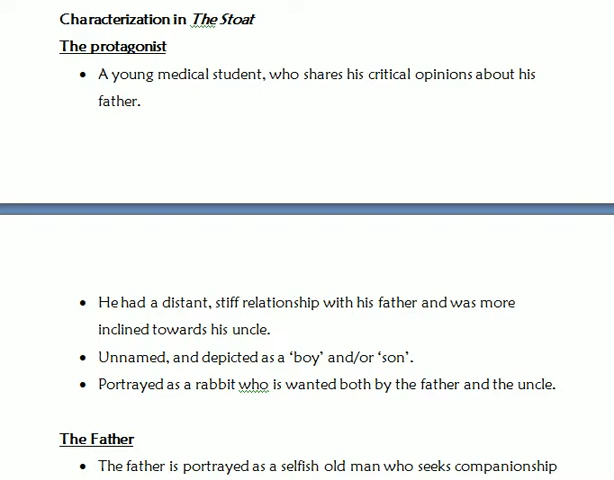 Characterization in The Stoat
The protagonist
• A young medical student, who shares his critical opinions about his
father.
• He had a distant, stiff relationship with his father and was more
inclined towards his uncle.
• Unnamed, and depicted as a ‘boy’ and/or ‘son’.
• Portrayed as a rabbit who is wanted both by the father and the uncle.
The Father
• The father is portrayed as a selfish old man who seeks companionship